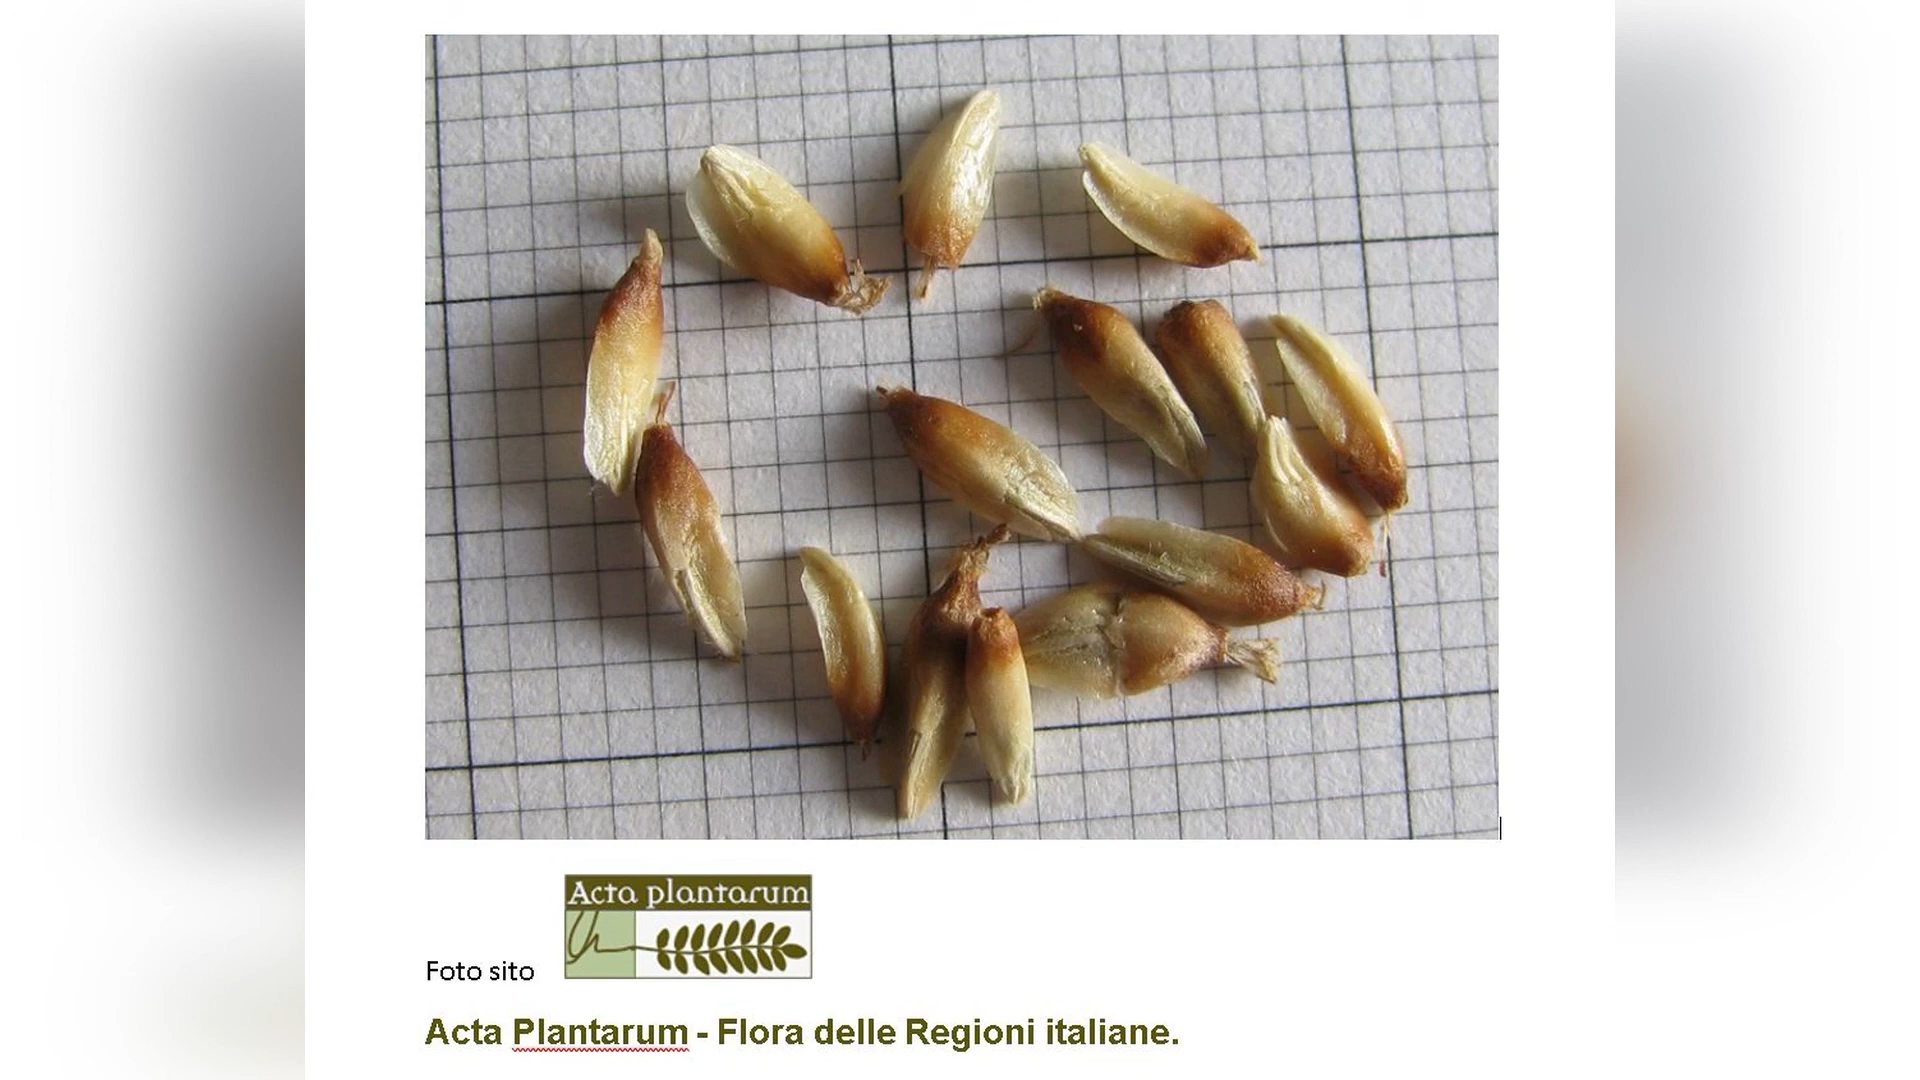 Acta plantarum
Foto sito
Acta Plantarum - Flora delle Regioni italiane.